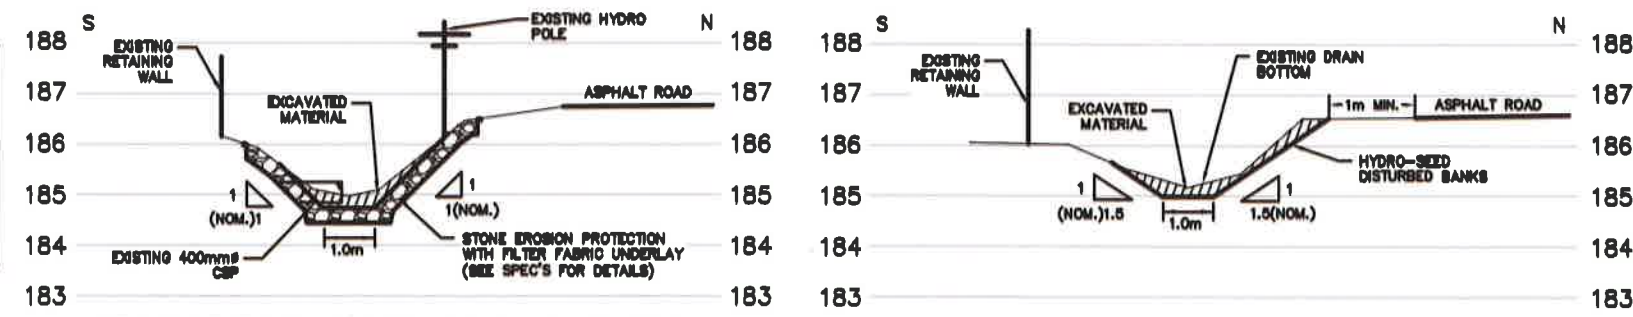 S
N
188
188
187
187
186
186
185
185
184
184
183
183
EXISTING
RETAINING
WALL
EXISTING HYDRO
POLE
EXCAVATED
MATERIAL
ASPHALT ROAD
1
(NOM.)1
1
1(NOM.)
1.0m
EXISTING 400mmø
CSP
STONE EROSION PROTECTION
WITH FILTER FABRIC UNDERLAY
(SEE SPEC'S FOR DETAILS)
S
N
188
188
187
187
186
186
185
185
184
184
183
183
EXISTING
RETAINING
WALL
EXISTING DRAIN
BOTTOM
EXCAVATED
MATERIAL
1m MIN.
ASPHALT ROAD
HYDRO-SEED
DISTURBED BANKS
1
(NOM.)1.5
1
1.5(NOM.)
1.0m